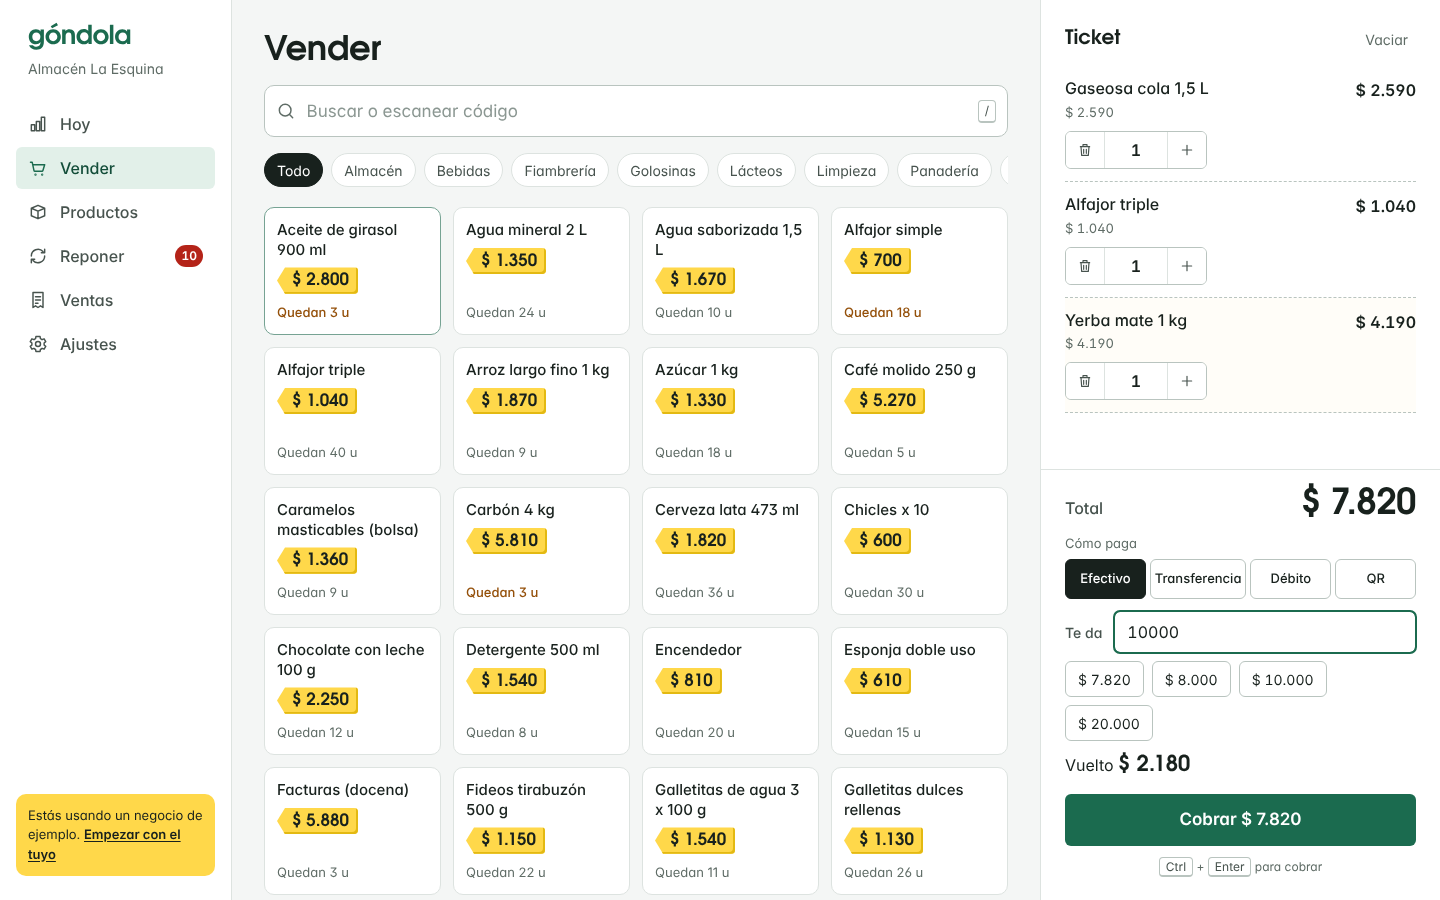 góndola
Almacén La Esquina
Hoy
Vender
Productos
Reponer 10
Ventas
Ajustes
Estás usando un negocio de
ejemplo. Empezar con el
tuyo
Vender
Buscar o escanear código /
Todo Almacén Bebidas Fiambrería Golosinas Lácteos Limpieza Panadería
Aceite de girasol
900 ml
$ 2.800
Quedan 3 u
Agua mineral 2 L
$ 1.350
Quedan 24 u
Agua saborizada 1,5
L
$ 1.670
Quedan 10 u
Alfajor simple
$ 700
Quedan 18 u
Alfajor triple
$ 1.040
Quedan 40 u
Arroz largo fino 1 kg
$ 1.870
Quedan 9 u
Azúcar 1 kg
$ 1.330
Quedan 18 u
Café molido 250 g
$ 5.270
Quedan 5 u
Caramelos
masticables (bolsa)
$ 1.360
Quedan 9 u
Carbón 4 kg
$ 5.810
Quedan 3 u
Cerveza lata 473 ml
$ 1.820
Quedan 36 u
Chicles x 10
$ 600
Quedan 30 u
Chocolate con leche
100 g
$ 2.250
Quedan 12 u
Detergente 500 ml
$ 1.540
Quedan 8 u
Encendedor
$ 810
Quedan 20 u
Esponja doble uso
$ 610
Quedan 15 u
Facturas (docena)
$ 5.880
Quedan 3 u
Fideos tirabuzón
500 g
$ 1.150
Quedan 22 u
Galletitas de agua 3
x 100 g
$ 1.540
Quedan 11 u
Galletitas dulces
rellenas
$ 1.130
Quedan 26 u
Ticket Vaciar
Gaseosa cola 1,5 L $ 2.590
$ 2.590
1 +
Alfajor triple $ 1.040
$ 1.040
1 +
Yerba mate 1 kg $ 4.190
$ 4.190
1 +
Total $ 7.820
Cómo paga
Efectivo Transferencia Débito QR
Te da 10000
$ 7.820 $ 8.000 $ 10.000
$ 20.000
Vuelto $ 2.180
Cobrar $ 7.820
Ctrl + Enter para cobrar